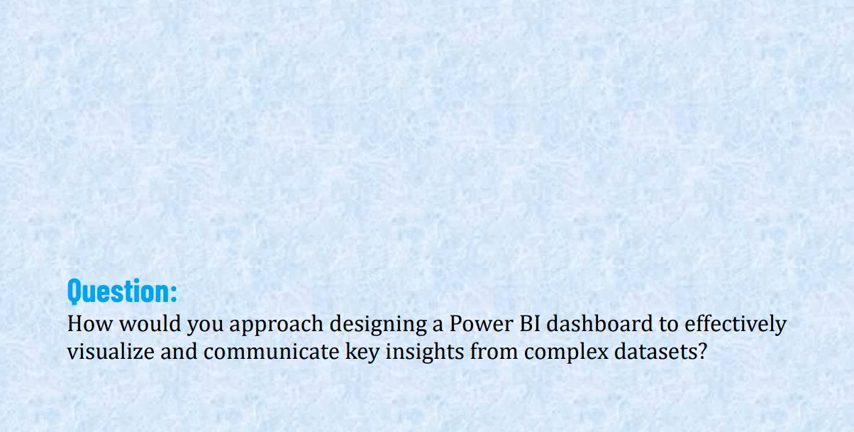 Question:
How would you approach designing a Power BI dashboard to effectively
visualize and communicate key insights from complex datasets?